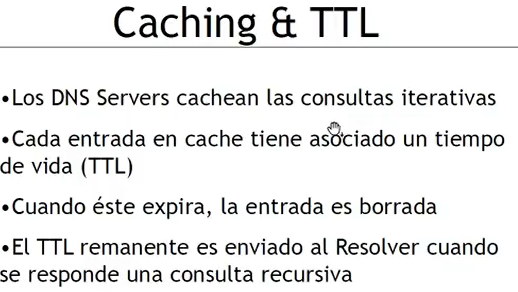 Caching & TTL
•Los DNS Servers cachean las consultas iterativas
•Cada entrada en cache tiene asociado un tiempo
de vida (TTL)
•Cuando éste expira, la entrada es borrada
•El TTL remanente es enviado al Resolver cuando
se responde una consulta recursiva